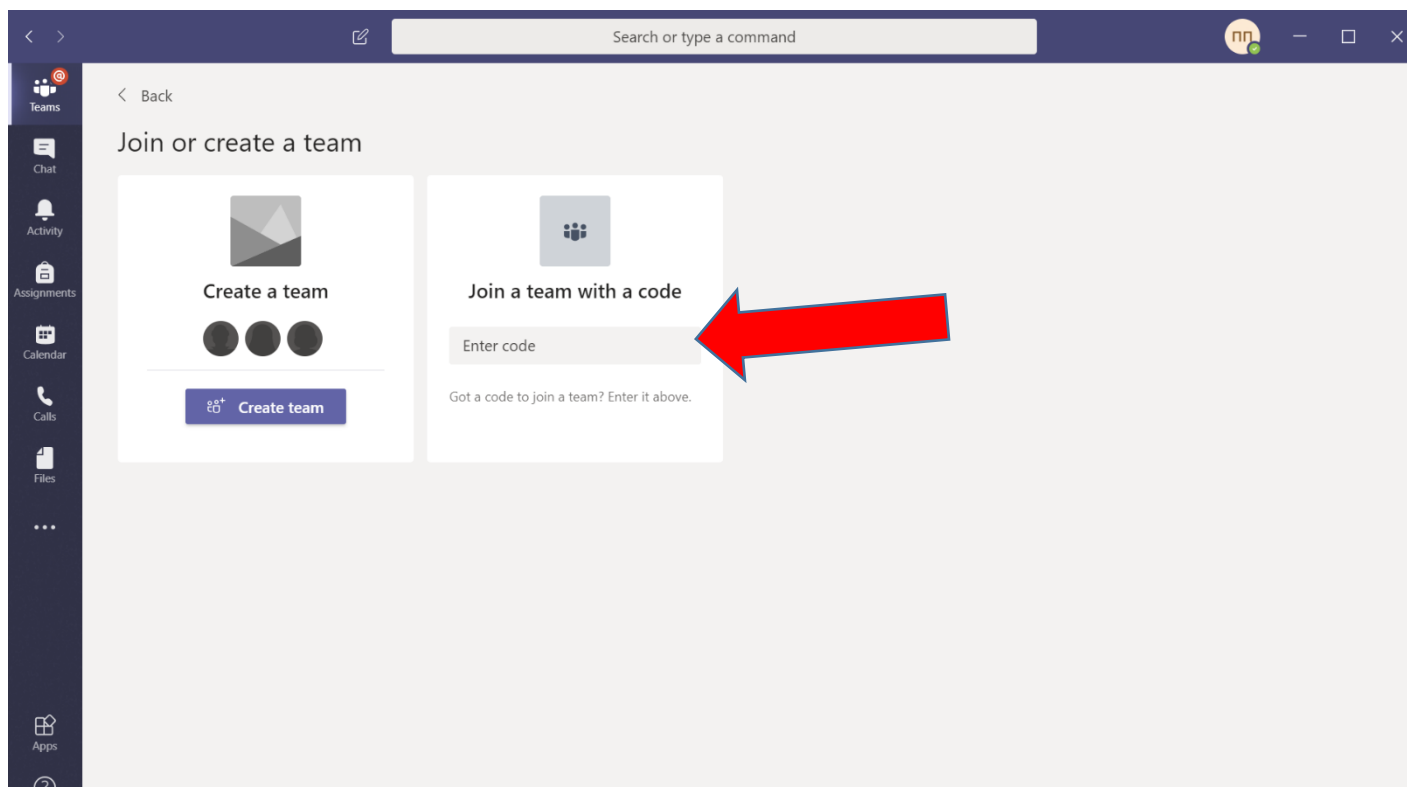 Search or type a command
ПП
Teams
Back
Join or create a team
Chat
Activity
Assignments
Create a team
Join a team with a code
Calendar
Enter code
Create team
Got a code to join a team? Enter it above.
Calls
Files
Apps